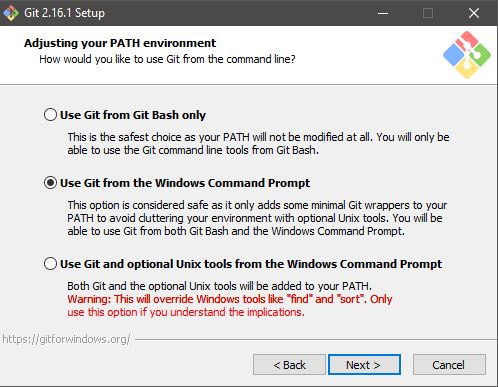 Git 2.16.1 Setup
Adjusting your PATH environment
How would you like to use Git from the command line?
Use Git from Git Bash only
This is the safest choice as your PATH will not be modified at all. You will only be
able to use the Git command line tools from Git Bash.
Use Git from the Windows Command Prompt
This option is considered safe as it only adds some minimal Git wrappers to your
PATH to avoid cluttering your environment with optional Unix tools. You will be
able to use Git from both Git Bash and the Windows Command Prompt.
Use Git and optional Unix tools from the Windows Command Prompt
Both Git and the optional Unix tools will be added to your PATH.
Warning: This will override Windows tools like "find" and "sort". Only
use this option if you understand the implications.
https://gitforwindows.org/
< Back Next > Cancel